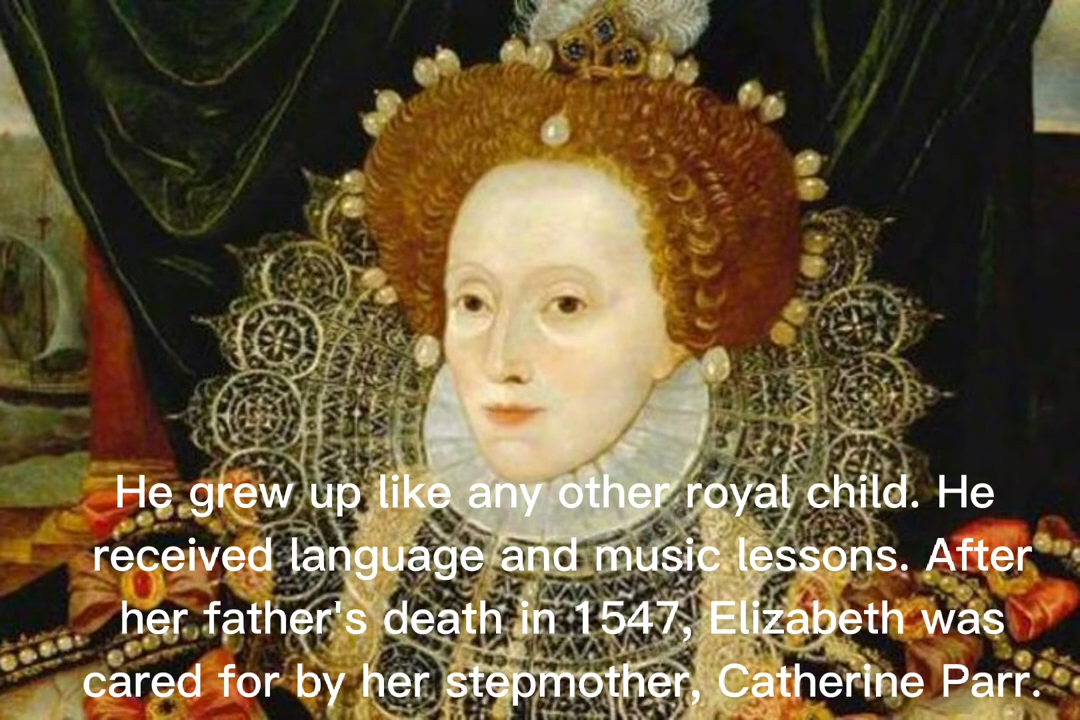 He grew up like any other royal child. He
received language and music lessons. After
her father's death in 1547, Elizabeth was
cared for by her stepmother, Catherine Parr.